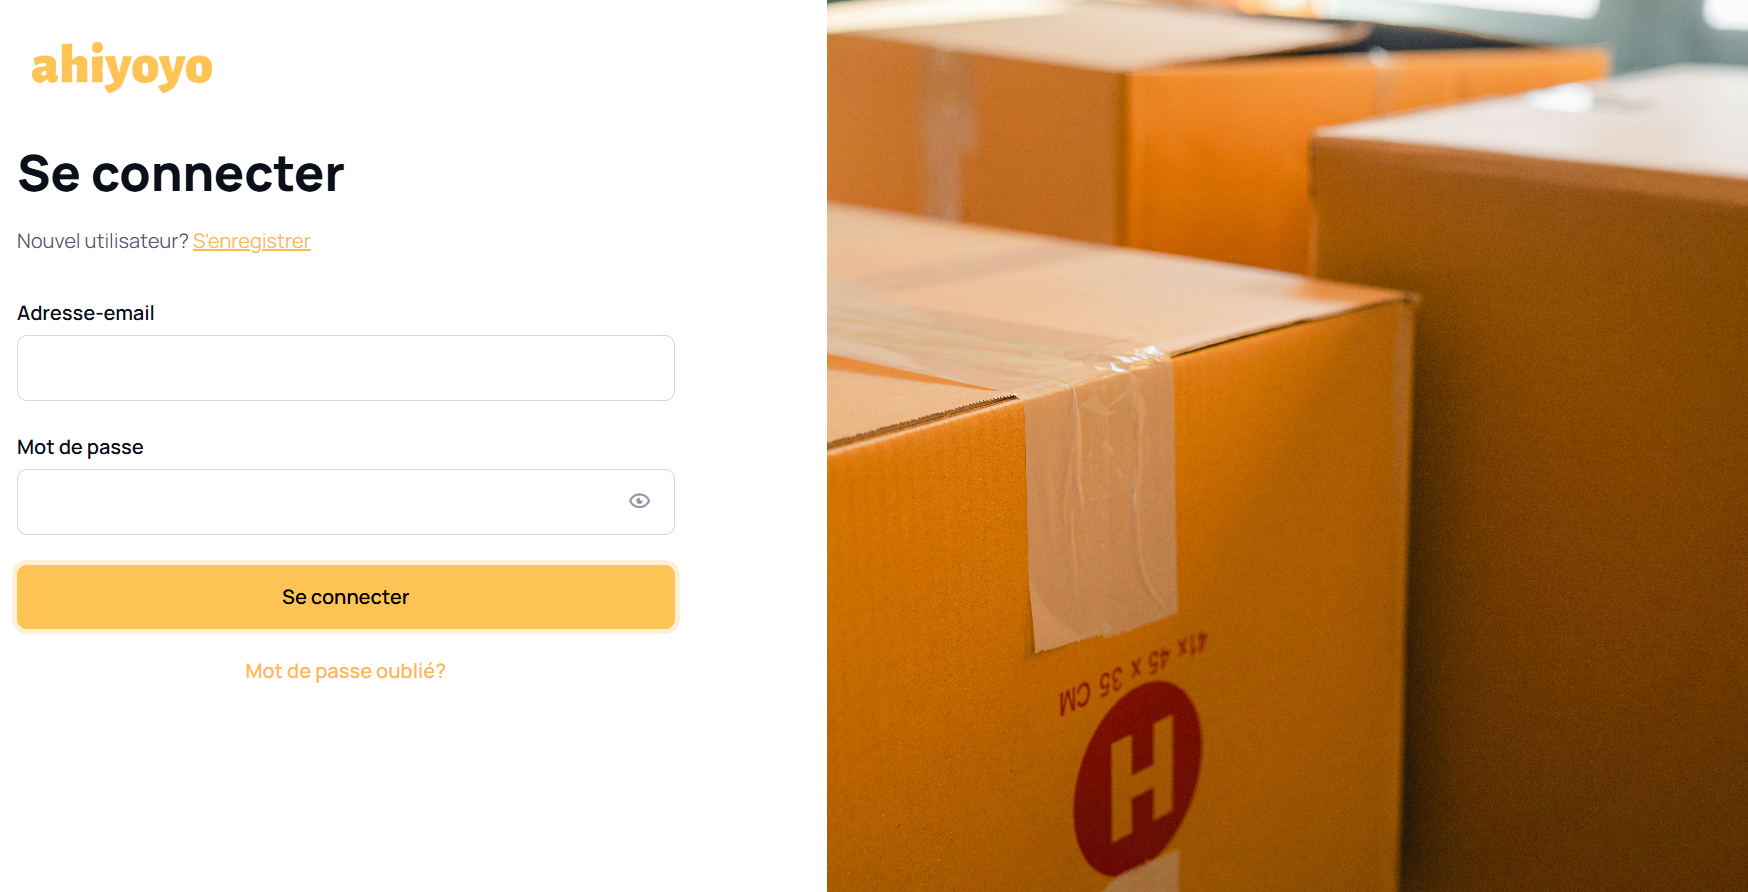 ahiyoyo
Se connecter
Nouvel utilisateur? S'enregistrer
Adresse-email
Mot de passe
Se connecter
Mot de passe oublié?
41x 45 x 35 CM
H